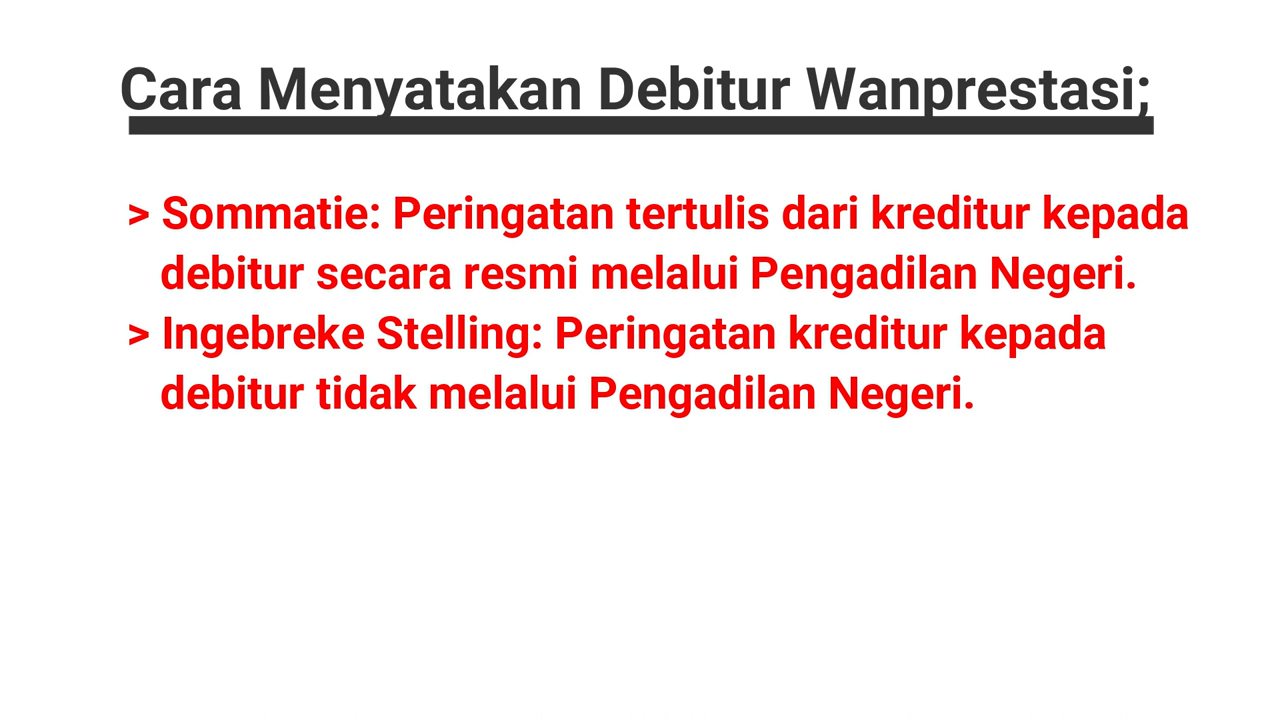 Cara Menyatakan Debitur Wanprestasi;
> Sommatie: Peringatan tertulis dari kreditur kepada
debitur secara resmi melalui Pengadilan Negeri.
> Ingebreke Stelling: Peringatan kreditur kepada
debitur tidak melalui Pengadilan Negeri.